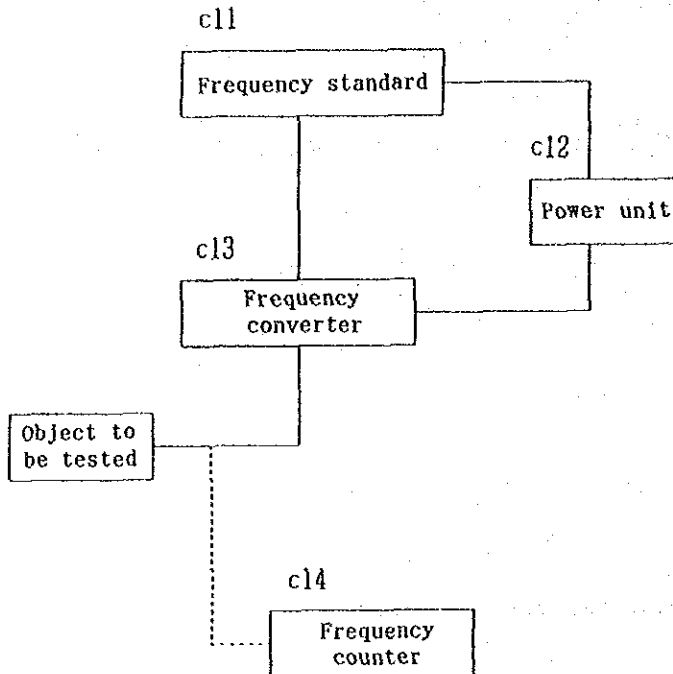 c11
Frequency standard
c12
Power unit
c13
Frequency
converter
Object to
be tested
c14
Frequency
counter